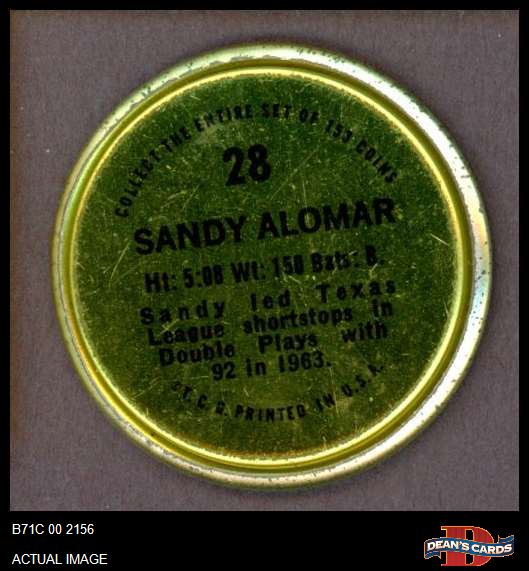 COLLECT THE ENTIRE SET OF 153 COINS
28
SANDY ALOMAR
Ht: 5:08 Wt: 150 Bats: B.
Sandy led Texas
League shortstops in
Double Plays with
92 in 1963.
©T.C.G. PRINTED IN U.S.A.
B71C 00 2156
ACTUAL IMAGE
D
DEAN'S CARDS